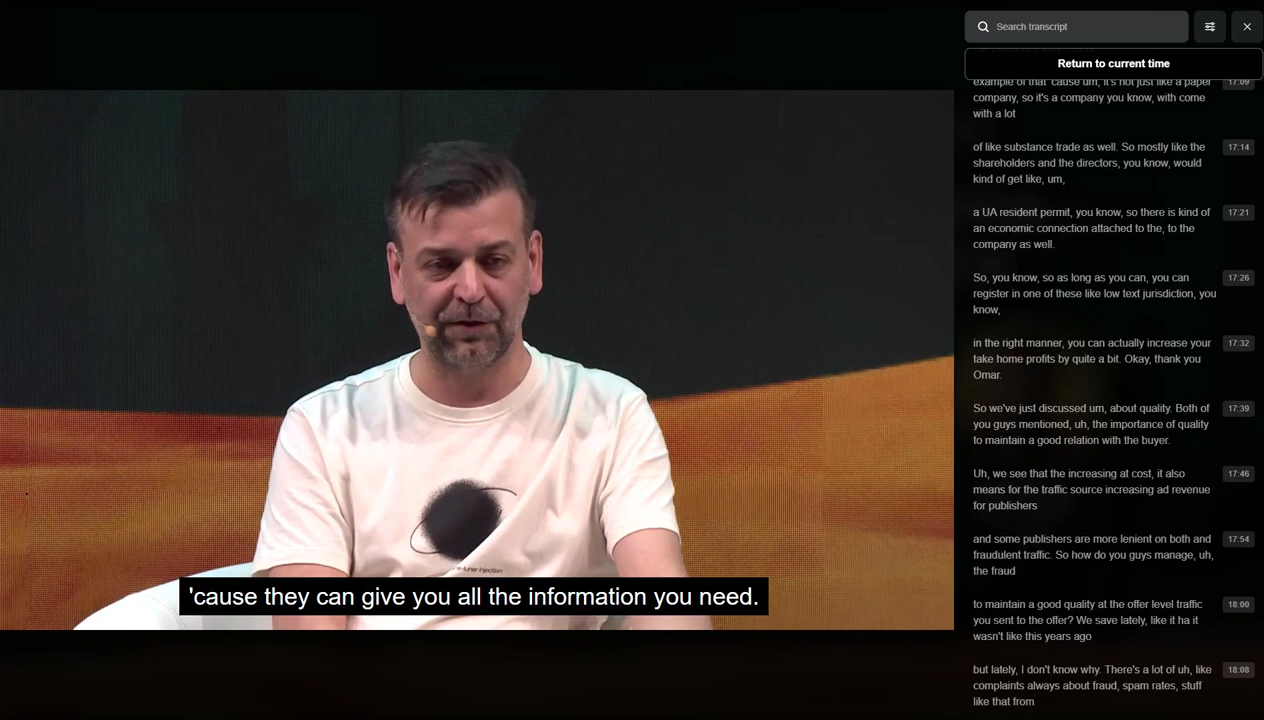 Search transcript
Return to current time
example of that 'cause um, it's not just like a paper
17:09
company, so it's a company you know, with come
with a lot
of like substance trade as well. So mostly like the
17:14
shareholders and the directors, you know, would
kind of get like, um,
a UA resident permit, you know, so there is kind of
17:21
an economic connection attached to the, to the
company as well.
So, you know, so as long as you can, you can
17:26
register in one of these like low text jurisdiction, you
know,
in the right manner, you can actually increase your
17:32
take home profits by quite a bit. Okay, thank you
Omar.
So we've just discussed um, about quality. Both of
17:39
you guys mentioned, uh, the importance of quality
to maintain a good relation with the buyer.
Uh, we see that the increasing at cost, it also
17:46
means for the traffic source increasing ad revenue
for publishers
and some publishers are more lenient on both and
17:54
fraudulent traffic. So how do you guys manage, uh,
the fraud
to maintain a good quality at the offer level traffic
18:00
you sent to the offer? We save lately, like it ha it
wasn't like this years ago
but lately, I don't know why. There's a lot of uh, like
18:08
complaints always about fraud, spam rates, stuff
like that from
injection
'cause they can give you all the information you need.